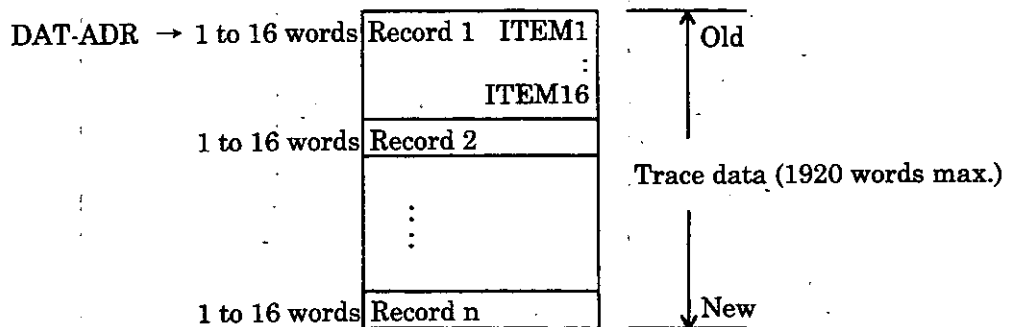 DAT-ADR → 1 to 16 words Record 1 ITEM1 Old
⋮
ITEM16
1 to 16 words Record 2
Trace data (1920 words max.)
⋮
1 to 16 words Record n New